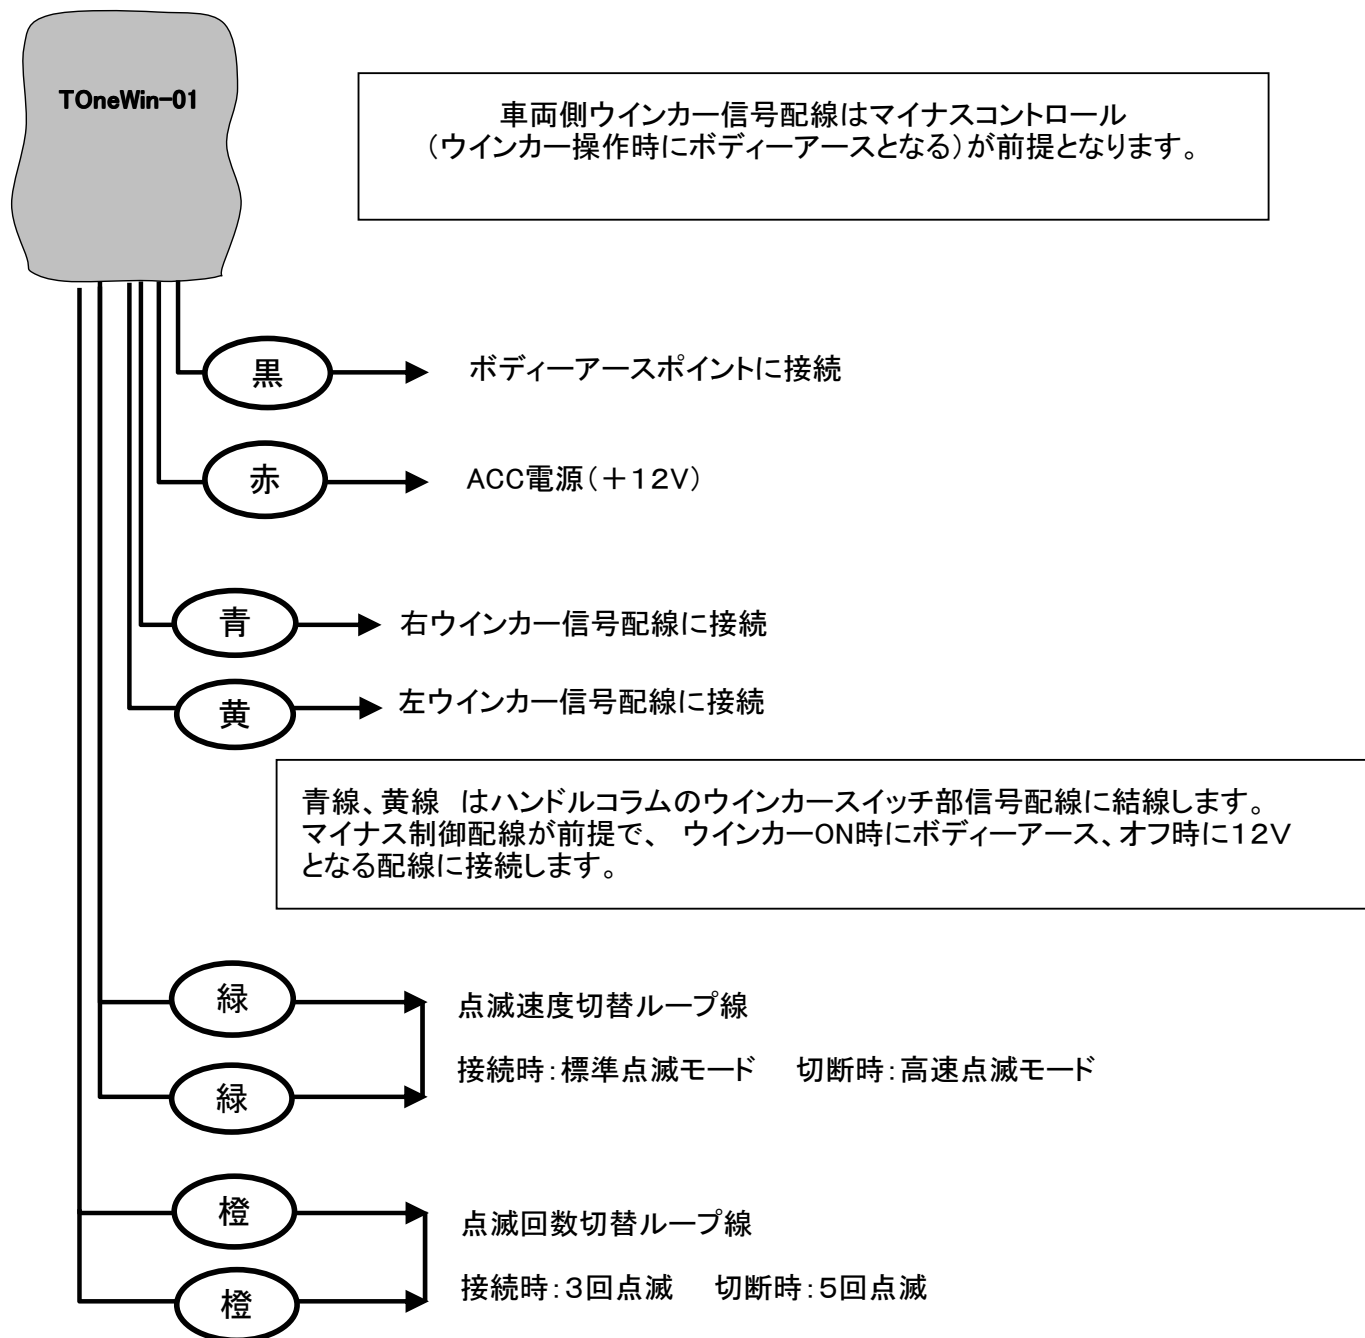 TOneWin-01
車両側ウインカー信号配線はマイナスコントロール
（ウインカー操作時にボディーアースとなる）が前提となります。
黒
ボディーアースポイントに接続
赤
ACC電源（＋１２V）
青
右ウインカー信号配線に接続
黄
左ウインカー信号配線に接続
青線、黄線　はハンドルコラムのウインカースイッチ部信号配線に結線します。
マイナス制御配線が前提で、　ウインカーON時にボディーアース、オフ時に１２V
となる配線に接続します。
緑
点滅速度切替ループ線
接続時：標準点滅モード　切断時：高速点滅モード
緑
橙
点滅回数切替ループ線
接続時：３回点滅　切断時：５回点滅
橙